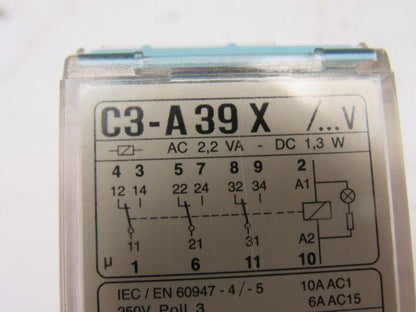 C3-A 39 X /...V
AC 2,2 VA - DC 1,3 W
4 3 5 7 8 9 2
12 14 22 24 32 34 A1
11 21 31 A2
µ 1 6 11 10
IEC / EN 60947 - 4 / - 5 10A AC1
250V Poll. 3 6A AC15